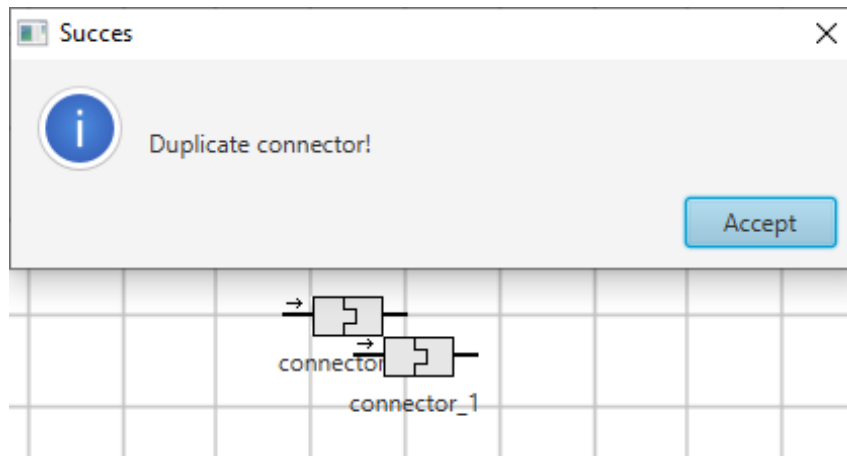 Succes
Duplicate connector!
Accept
connector
connector_1